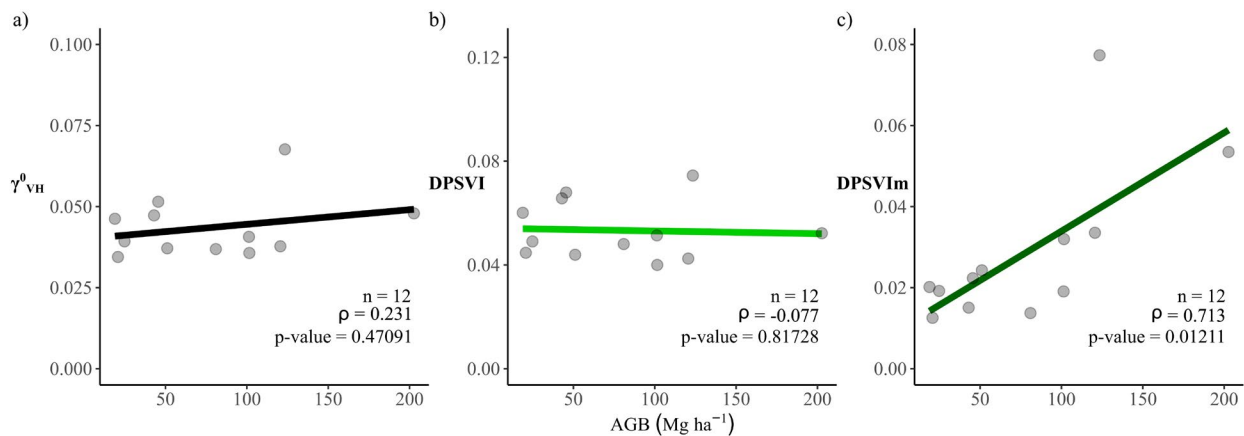 a)
0.100
0.075
0.050
0.025
0.000
γ⁰VH
n = 12
ρ = 0.231
p-value = 0.47091
50 100 150 200
b)
0.12
0.08
0.04
0.00
DPSVI
n = 12
ρ = -0.077
p-value = 0.81728
50 100 150 200
AGB (Mg ha⁻¹)
c)
0.08
0.06
0.04
0.02
0.00
DPSVIm
n = 12
ρ = 0.713
p-value = 0.01211
50 100 150 200